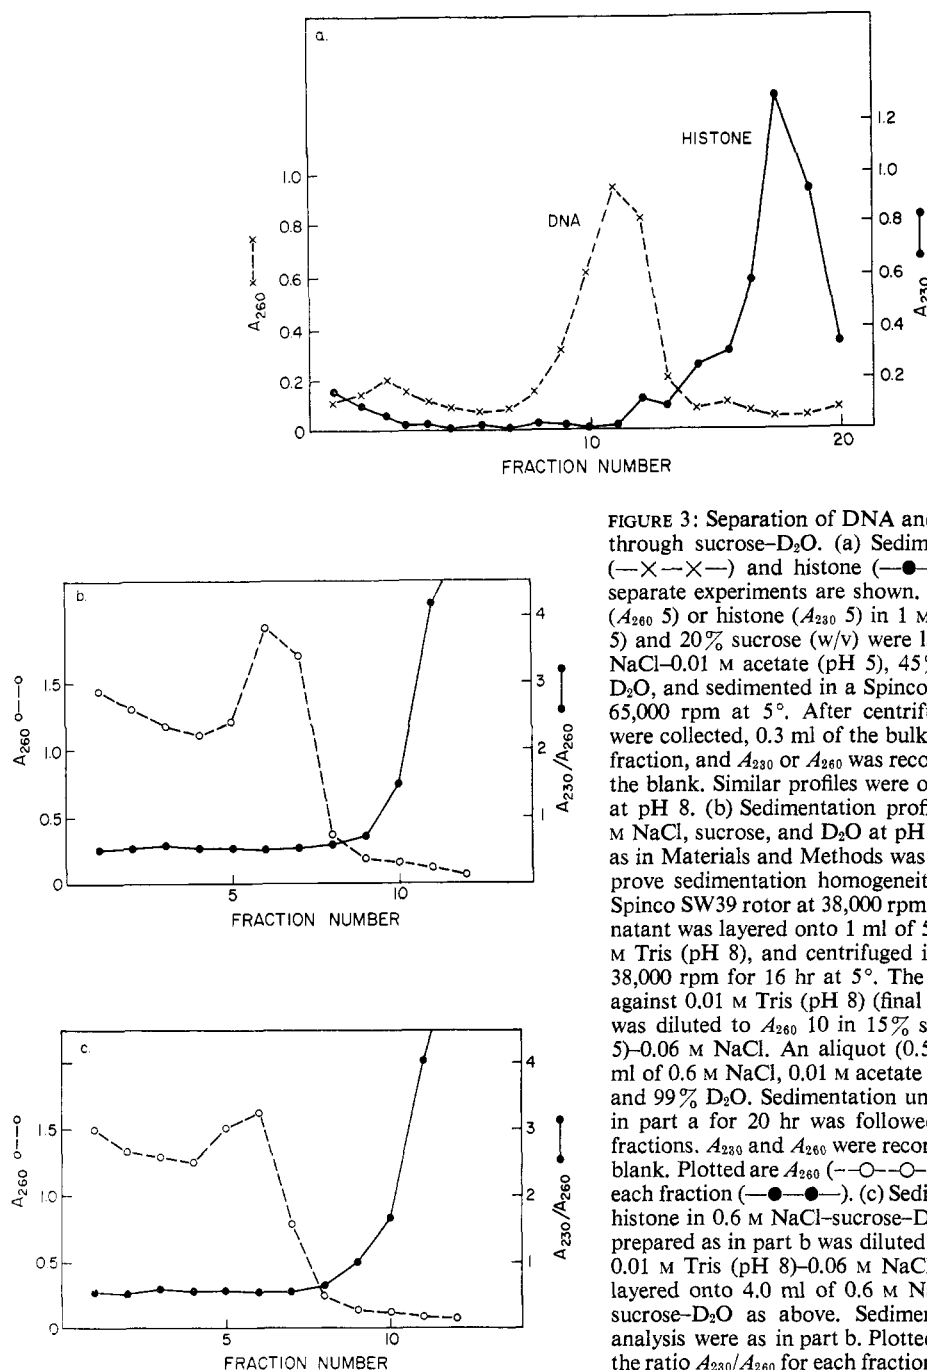 a.
HISTONE
DNA
1.0
0.8
0.6
0.4
0.2
0
1.2
1.0
0.8
0.6
0.4
0.2
A260 x----x
A230
10
20
FRACTION NUMBER
b.
1.5
1.0
0.5
0
4
3
2
1
A260 o--o
A230/A260
5
10
FRACTION NUMBER
c.
1.5
1.0
0.5
0
4
3
2
1
A260 o--o
A230/A260
5
10
FRACTION NUMBER
FIGURE 3: Separation of DNA and
through sucrose–D2O. (a) Sedim
(—×—×—) and histone (—●—
separate experiments are shown.
(A260 5) or histone (A230 5) in 1 M
5) and 20% sucrose (w/v) were l
NaCl–0.01 M acetate (pH 5), 45%
D2O, and sedimented in a Spinco
65,000 rpm at 5°. After centrif
were collected, 0.3 ml of the bulk
fraction, and A230 or A260 was reco
the blank. Similar profiles were o
at pH 8. (b) Sedimentation profi
M NaCl, sucrose, and D2O at pH
as in Materials and Methods was
prove sedimentation homogeneit
Spinco SW39 rotor at 38,000 rpm
natant was layered onto 1 ml of 5
M Tris (pH 8), and centrifuged i
38,000 rpm for 16 hr at 5°. The
against 0.01 M Tris (pH 8) (final
was diluted to A260 10 in 15% s
5)–0.06 M NaCl. An aliquot (0.5
ml of 0.6 M NaCl, 0.01 M acetate
and 99% D2O. Sedimentation un
in part a for 20 hr was followe
fractions. A230 and A260 were recor
blank. Plotted are A260 (--○--○-
each fraction (—●—●—). (c) Sedi
histone in 0.6 M NaCl–sucrose–D
prepared as in part b was diluted
0.01 M Tris (pH 8)–0.06 M NaCl
layered onto 4.0 ml of 0.6 M N
sucrose–D2O as above. Sedimen
analysis were as in part b. Plotted
the ratio A230/A260 for each fraction